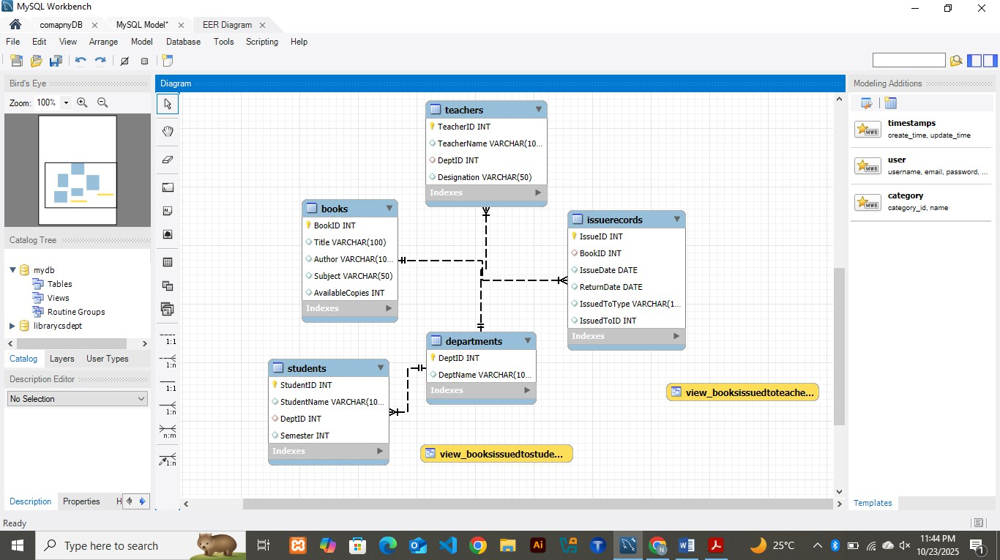 MySQL Workbench
comapnyDB
MySQL Model*
EER Diagram
File Edit View Arrange Model Database Tools Scripting Help
Bird's Eye
Zoom: 100%
Catalog Tree
mydb
Tables
Views
Routine Groups
librarycsdept
Catalog Layers User Types
Description Editor
No Selection
Description Properties H
Ready
Diagram
1:1
1:n
1:1
1:n
n:m
1:n
teachers
TeacherID INT
TeacherName VARCHAR(10...
DeptID INT
Designation VARCHAR(50)
Indexes
books
BookID INT
Title VARCHAR(100)
Author VARCHAR(10...
Subject VARCHAR(50)
AvailableCopies INT
Indexes
issuerecords
IssueID INT
BookID INT
IssueDate DATE
ReturnDate DATE
IssuedToType VARCHAR(1...
IssuedToID INT
Indexes
departments
DeptID INT
DeptName VARCHAR(10...
Indexes
students
StudentID INT
StudentName VARCHAR(10...
DeptID INT
Semester INT
Indexes
view_booksissuedtoteache...
view_booksissuedtostude...
Modeling Additions
MWB
timestamps
create_time, update_time
MWB
user
username, email, password, ...
MWB
category
category_id, name
Templates
Type here to search
Ai
T
N
W
25°C
11:44 PM
10/23/2025
1